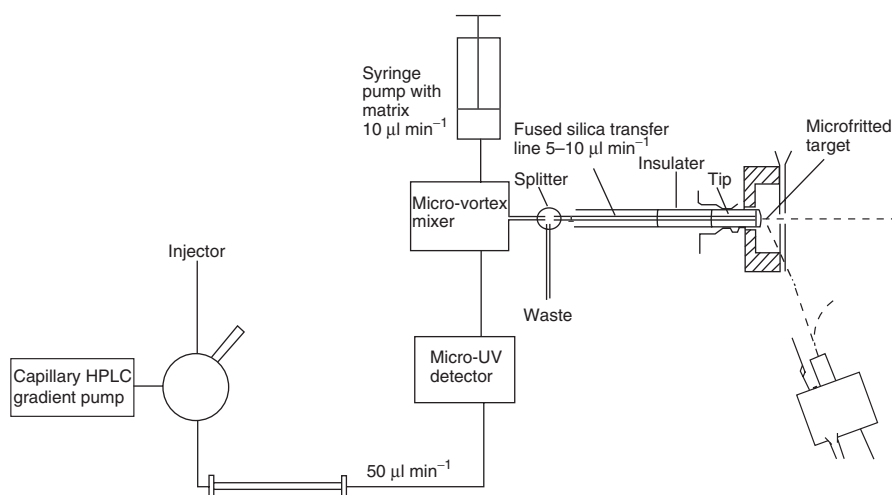 Syringe
pump with
matrix
10 µl min⁻¹
Fused silica transfer
line 5–10 µl min⁻¹
Insulater
Splitter
Tip
Microfritted
target
Micro-vortex
mixer
Waste
Injector
Capillary HPLC
gradient pump
Micro-UV
detector
50 µl min⁻¹